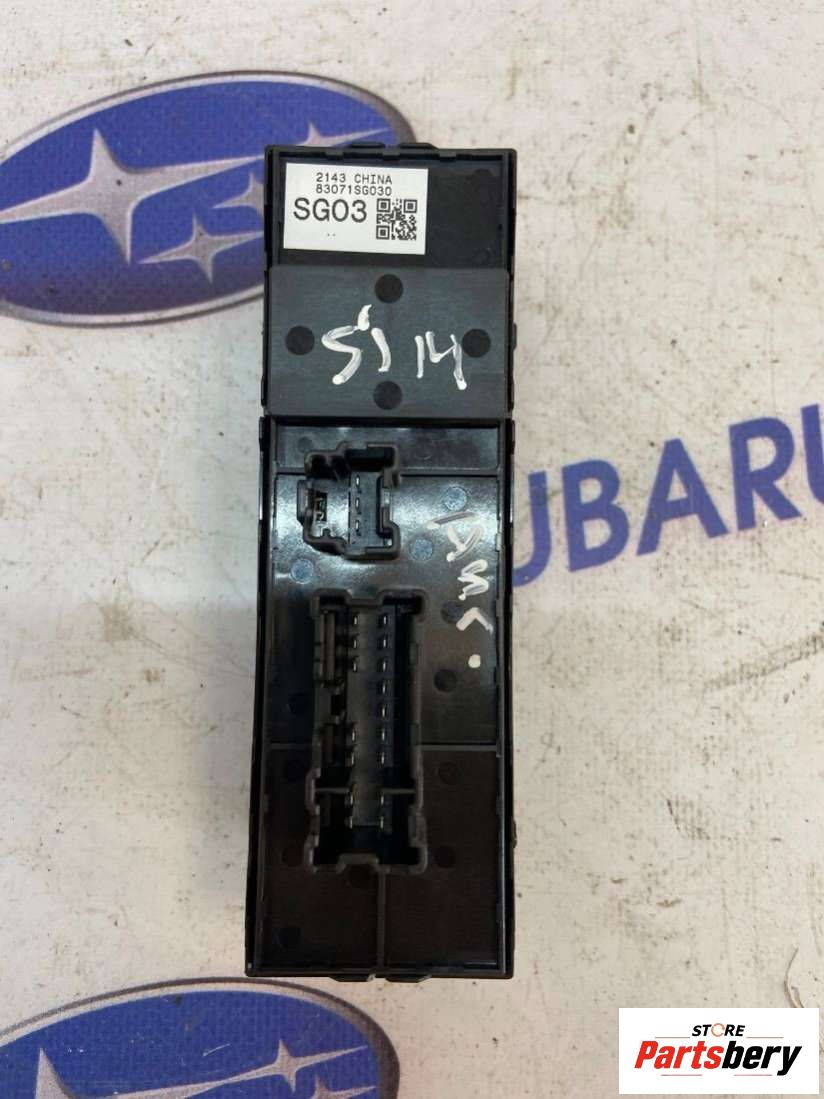 2143 CHINA
83071SG030
SG03
SJ 14
SUBARU
STORE
Partsbery